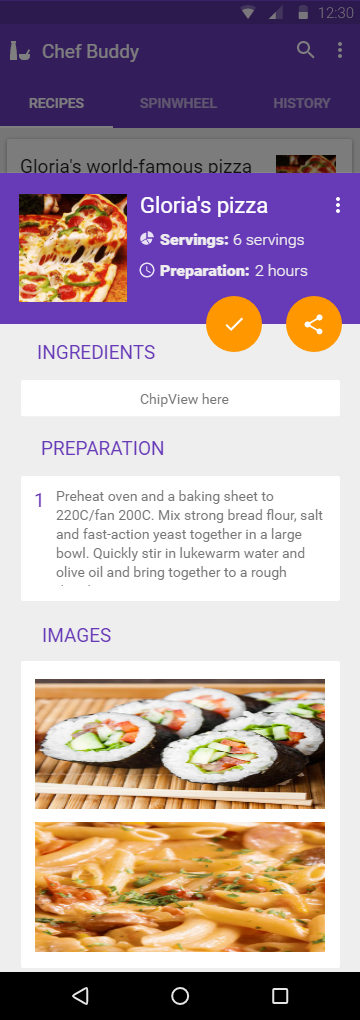 12:30
Chef Buddy
RECIPES SPINWHEEL HISTORY
Gloria's world-famous pizza
Gloria's pizza
Servings: 6 servings
Preparation: 2 hours
INGREDIENTS
ChipView here
PREPARATION
1 Preheat oven and a baking sheet to
220C/fan 200C. Mix strong bread flour, salt
and fast-action yeast together in a large
bowl. Quickly stir in lukewarm water and
olive oil and bring together to a rough
IMAGES